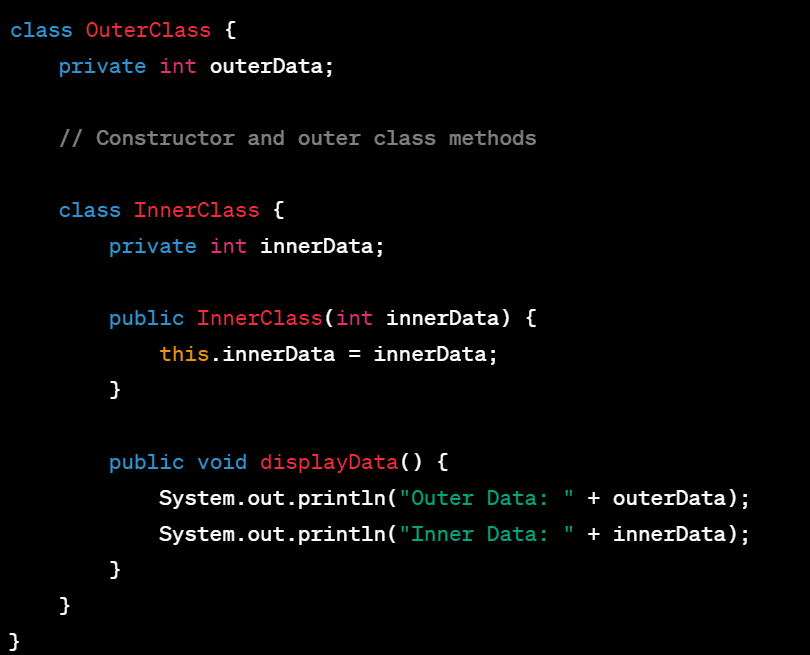 class OuterClass {
    private int outerData;

    // Constructor and outer class methods

    class InnerClass {
        private int innerData;

        public InnerClass(int innerData) {
            this.innerData = innerData;
        }

        public void displayData() {
            System.out.println("Outer Data: " + outerData);
            System.out.println("Inner Data: " + innerData);
        }
    }
}